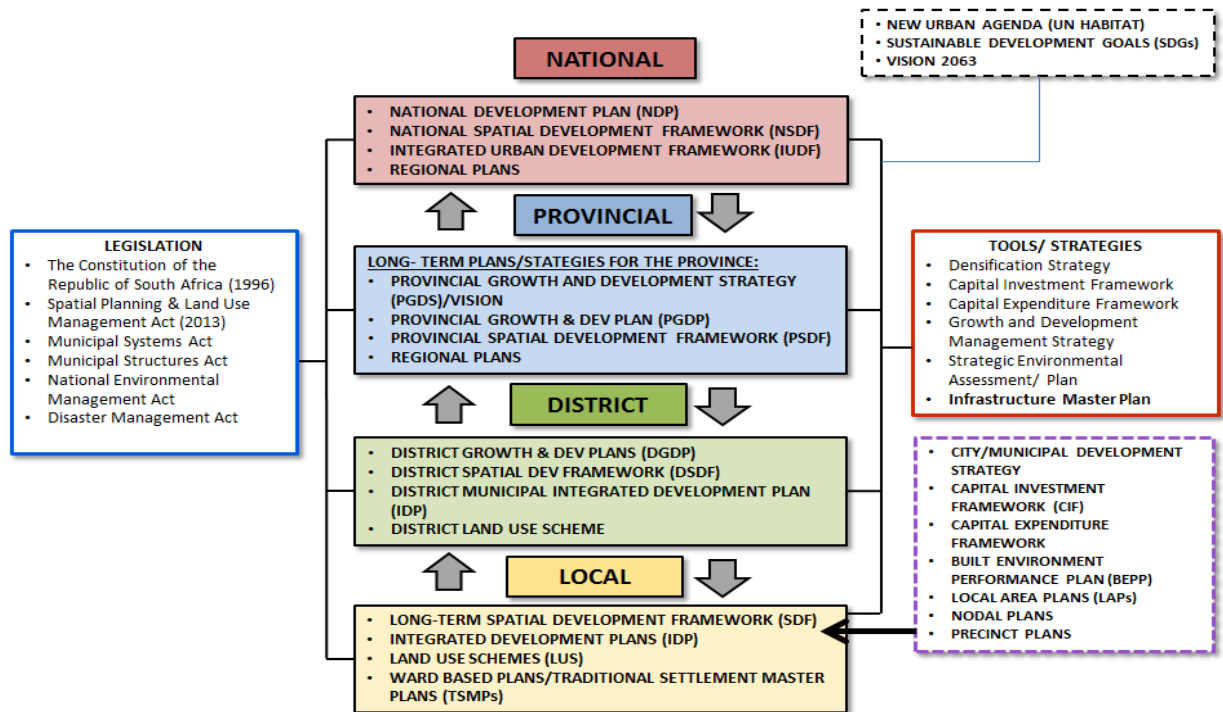 • NEW URBAN AGENDA (UN HABITAT)
• SUSTAINABLE DEVELOPMENT GOALS (SDGs)
• VISION 2063
NATIONAL
• NATIONAL DEVELOPMENT PLAN (NDP)
• NATIONAL SPATIAL DEVELOPMENT FRAMEWORK (NSDF)
• INTEGRATED URBAN DEVELOPMENT FRAMEWORK (IUDF)
• REGIONAL PLANS
PROVINCIAL
LONG- TERM PLANS/STATEGIES FOR THE PROVINCE:
• PROVINCIAL GROWTH AND DEVELOPMENT STRATEGY
(PGDS)/VISION
• PROVINCIAL GROWTH & DEV PLAN (PGDP)
• PROVINCIAL SPATIAL DEVELOPMENT FRAMEWORK (PSDF)
• REGIONAL PLANS
DISTRICT
• DISTRICT GROWTH & DEV PLANS (DGDP)
• DISTRICT SPATIAL DEV FRAMEWORK (DSDF)
• DISTRICT MUNICIPAL INTEGRATED DEVELOPMENT PLAN
(IDP)
• DISTRICT LAND USE SCHEME
LOCAL
• LONG-TERM SPATIAL DEVELOPMENT FRAMEWORK (SDF)
• INTEGRATED DEVELOPMENT PLANS (IDP)
• LAND USE SCHEMES (LUS)
• WARD BASED PLANS/TRADITIONAL SETTLEMENT MASTER
PLANS (TSMPs)
LEGISLATION
• The Constitution of the
Republic of South Africa (1996)
• Spatial Planning & Land Use
Management Act (2013)
• Municipal Systems Act
• Municipal Structures Act
• National Environmental
Management Act
• Disaster Management Act
TOOLS/ STRATEGIES
• Densification Strategy
• Capital Investment Framework
• Capital Expenditure Framework
• Growth and Development
Management Strategy
• Strategic Environmental
Assessment/ Plan
• Infrastructure Master Plan
• CITY/MUNICIPAL DEVELOPMENT
STRATEGY
• CAPITAL INVESTMENT
FRAMEWORK (CIF)
• CAPITAL EXPENDITURE
FRAMEWORK
• BUILT ENVIRONMENT
PERFORMANCE PLAN (BEPP)
• LOCAL AREA PLANS (LAPs)
• NODAL PLANS
• PRECINCT PLANS